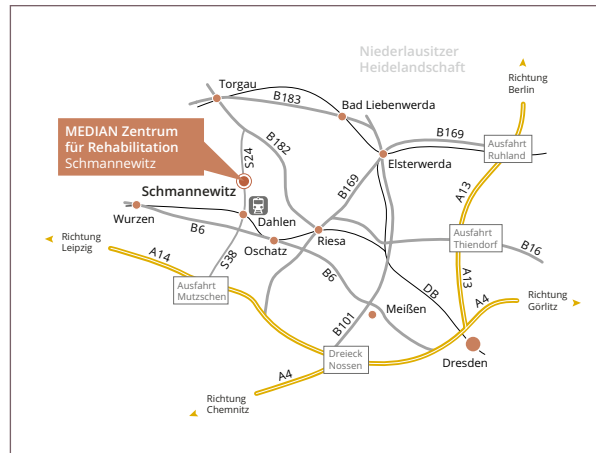 Niederlausitzer
Heidelandschaft
Richtung
Berlin
Torgau
B183
Bad Liebenwerda
MEDIAN Zentrum
für Rehabilitation
Schmannewitz
S24
B182
B169
Ausfahrt
Ruhland
Elsterwerda
B169
A13
Schmannewitz
Wurzen
Dahlen
B6
Oschatz
Riesa
Ausfahrt
Thiendorf
B16
Richtung
Leipzig
A14
S38
Ausfahrt
Mutzschen
B6
DB
A13
A4
Richtung
Görlitz
Meißen
B101
Dreieck
Nossen
Dresden
A4
Richtung
Chemnitz